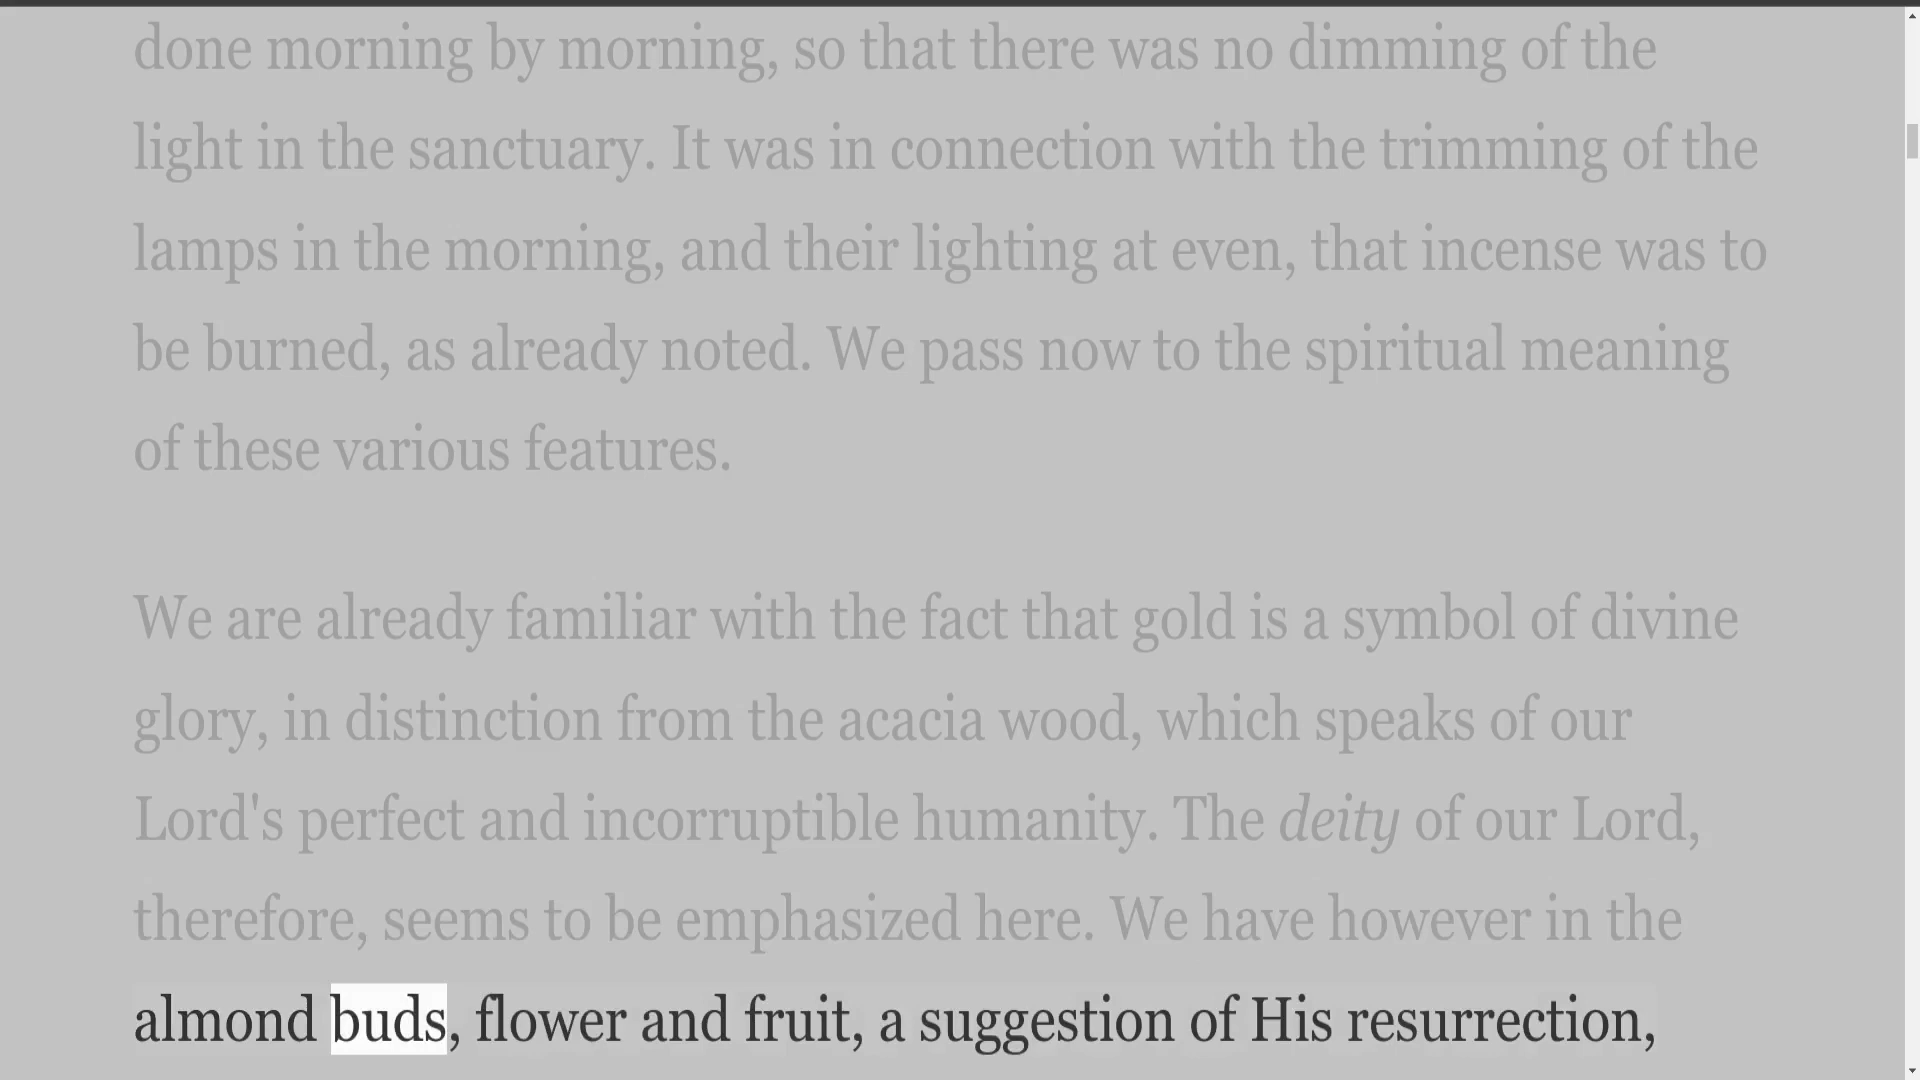 done morning by morning, so that there was no dimming of the
light in the sanctuary. It was in connection with the trimming of the
lamps in the morning, and their lighting at even, that incense was to
be burned, as already noted. We pass now to the spiritual meaning
of these various features.
We are already familiar with the fact that gold is a symbol of divine
glory, in distinction from the acacia wood, which speaks of our
Lord's perfect and incorruptible humanity. The deity of our Lord,
therefore, seems to be emphasized here. We have however in the
almond buds, flower and fruit, a suggestion of His resurrection,